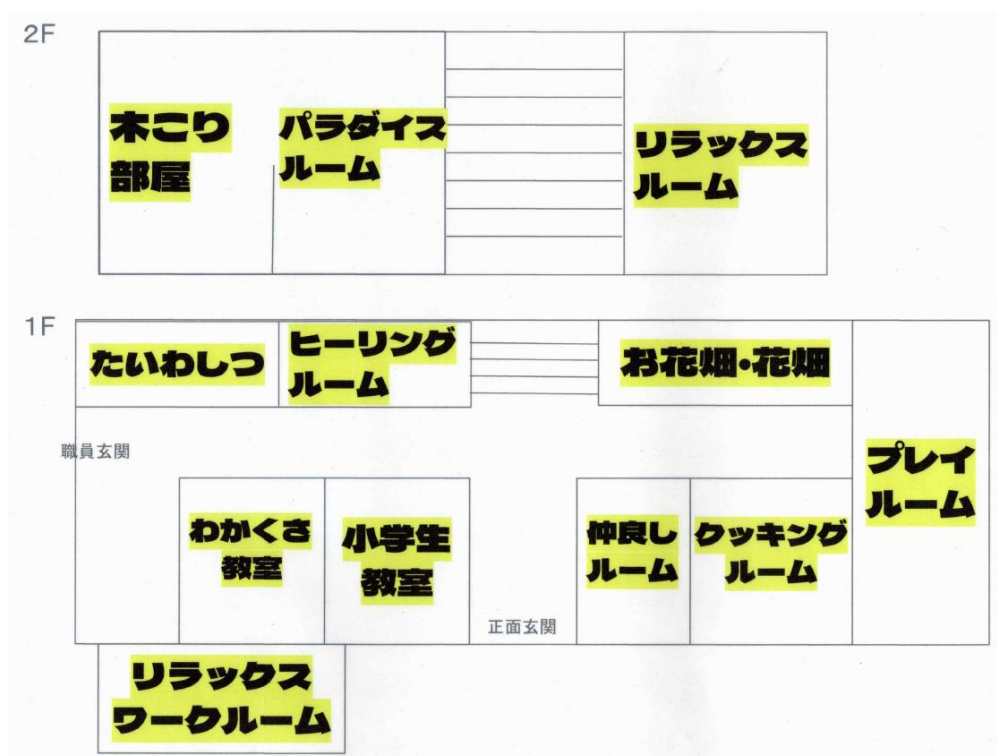 2F
木こり
部屋
パラダイス
ルーム
リラックス
ルーム
1F
たいわしつ
ヒーリング
ルーム
お花畑・花畑
職員玄関
プレイ
ルーム
わかくさ
教室
小学生
教室
仲良し
ルーム
クッキング
ルーム
正面玄関
リラックス
ワークルーム